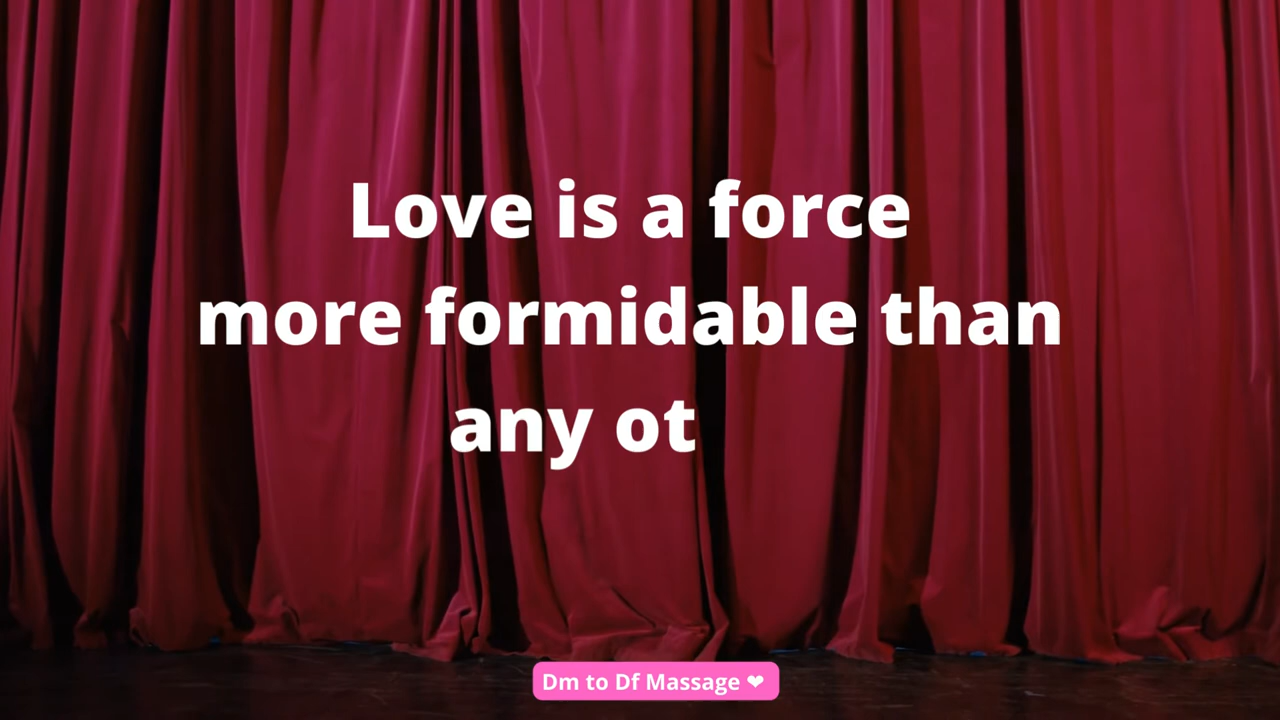 Love is a force
more formidable than
any ot
Dm to Df Massage ❤